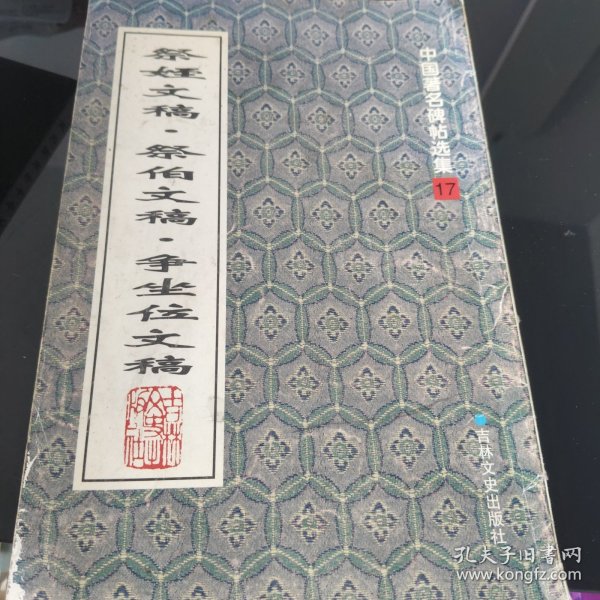 祭姪文稿·祭伯文稿·争坐位文稿
中国著名碑帖选集
17
吉林文史出版社
孔夫子旧书网
www.kongfz.com